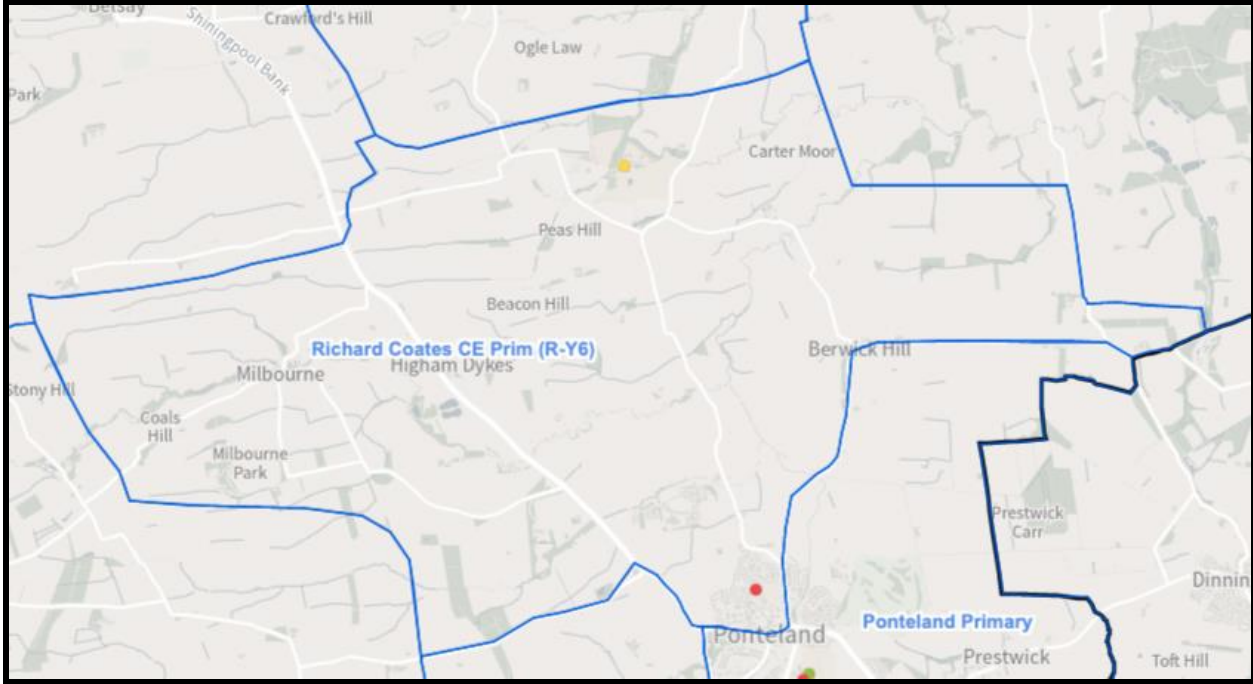 Belsay
Crawford's Hill
Shiningpool Bank
Ogle Law
Park
Carter Moor
Peas Hill
Beacon Hill
Richard Coates CE Prim (R-Y6)
Berwick Hill
Higham Dykes
Milbourne
Stony Hill
Coals
Hill
Milbourne
Park
Prestwick
Carr
Dinnin
Ponteland Primary
Ponteland
Prestwick
Toft Hill